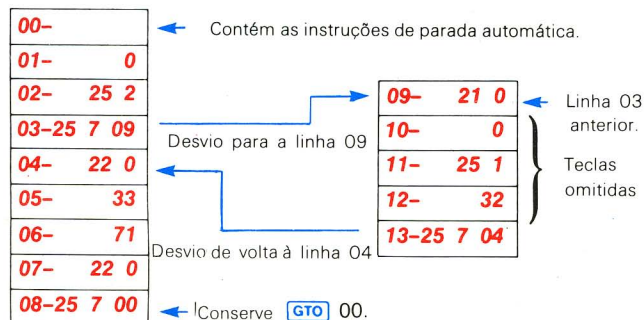 00-
Contém as instruções de parada automática.
01- 0
02- 25 2
03-25 7 09
Desvio para a linha 09
04- 22 0
05- 33
06- 71
Desvio de volta à linha 04
07- 22 0
08-25 7 00
Conserve GTO 00.
09- 21 0
Linha 03
anterior.
10- 0
11- 25 1
12- 32
Teclas
omitidas
13-25 7 04